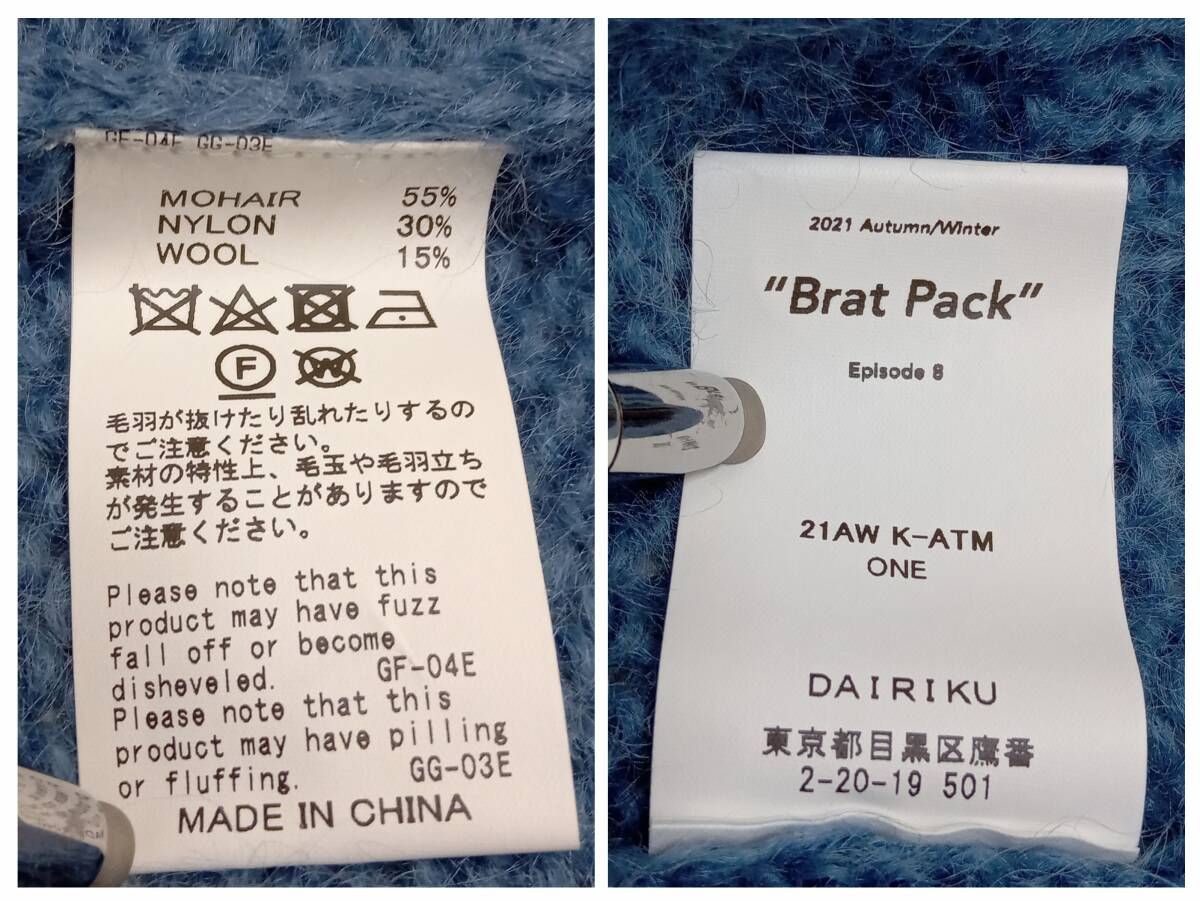 GF-04E GG-03E
MOHAIR 55%
NYLON 30%
WOOL 15%
F
W
毛羽が抜けたり乱れたりするの
でご注意ください。
素材の特性上、毛玉や毛羽立ち
が発生することがありますので
ご注意ください。
Please note that this
product may have fuzz
fall off or become
disheveled. GF-04E
Please note that this
product may have pilling
or fluffing. GG-03E
MADE IN CHINA
2021 Autumn/Winter
"Brat Pack"
Episode 8
21AW K-ATM
ONE
DAIRIKU
東京都目黒区鷹番
2-20-19 501